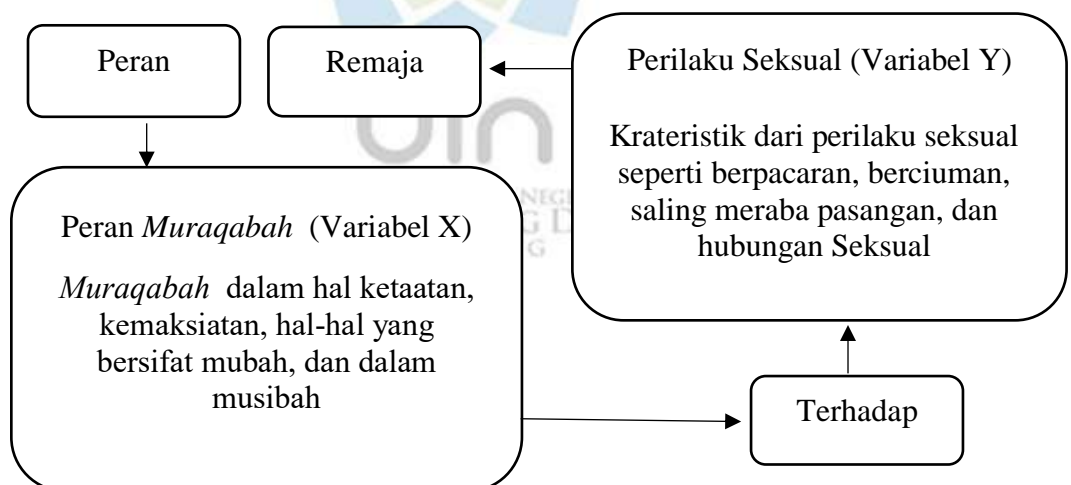 Peran
Remaja
Perilaku Seksual (Variabel Y)
Krateristik dari perilaku seksual
seperti berpacaran, berciuman,
saling meraba pasangan, dan
hubungan Seksual
Peran Muraqabah (Variabel X)
Muraqabah dalam hal ketaatan,
kemaksiatan, hal-hal yang
bersifat mubah, dan dalam
musibah
Terhadap
uin